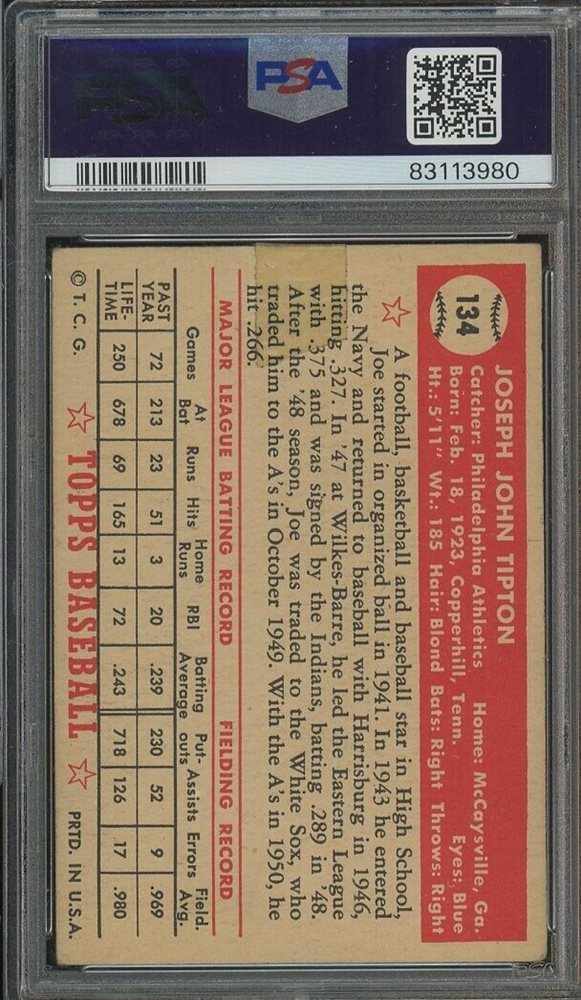 PSA
PSA
83113980
134
JOSEPH JOHN TIPTON
Catcher: Philadelphia Athletics Home: McCaysville, Ga.
Born: Feb. 18, 1923, Copperhill, Tenn. Eyes: Blue
Ht.: 5'11" Wt.: 185 Hair: Blond Bats: Right Throws: Right
A football, basketball and baseball star in High School,
Joe started in organized ball in 1941. In 1943 he entered
the Navy and returned to baseball with Harrisburg in 1946,
hitting .327. In '47 at Wilkes-Barre, he led the Eastern League
with .375 and was signed by the Indians, batting .289 in '48.
After the '48 season, Joe was traded to the White Sox, who
traded him to the A's in October 1949. With the A's in 1950, he
hit .266.
MAJOR LEAGUE BATTING RECORD FIELDING RECORD
Games At Bat Runs Hits Home Runs RBI Batting Average Put-outs Assists Errors Field. Avg.
PAST YEAR 72 213 23 51 3 20 .239 230 52 9 .969
LIFE-TIME 250 678 69 165 13 72 .243 718 126 17 .980
© T. C. G. TOPPS BASEBALL PRTD. IN U.S.A.